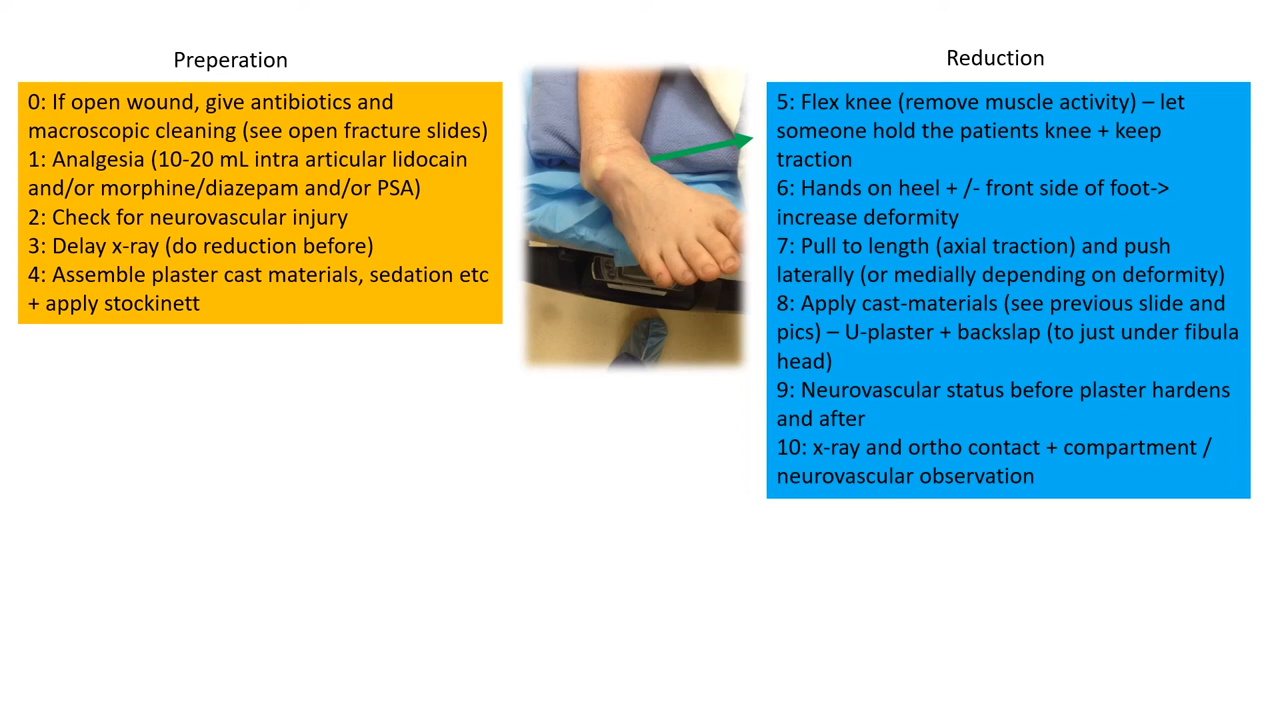 Preperation
0: If open wound, give antibiotics and
macroscopic cleaning (see open fracture slides)
1: Analgesia (10-20 mL intra articular lidocain
and/or morphine/diazepam and/or PSA)
2: Check for neurovascular injury
3: Delay x-ray (do reduction before)
4: Assemble plaster cast materials, sedation etc
+ apply stockinett
Reduction
5: Flex knee (remove muscle activity) – let
someone hold the patients knee + keep
traction
6: Hands on heel + /- front side of foot->
increase deformity
7: Pull to length (axial traction) and push
laterally (or medially depending on deformity)
8: Apply cast-materials (see previous slide and
pics) – U-plaster + backslap (to just under fibula
head)
9: Neurovascular status before plaster hardens
and after
10: x-ray and ortho contact + compartment /
neurovascular observation